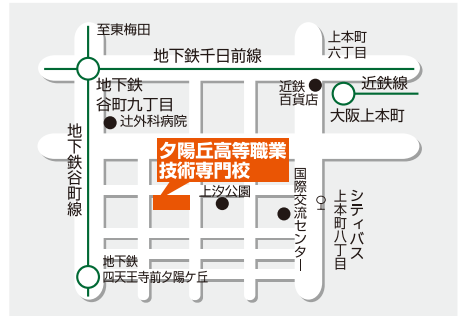 至東梅田
上本町
六丁目
地下鉄千日前線
地下鉄
谷町九丁目
近鉄
百貨店
近鉄線
大阪上本町
辻外科病院
地下鉄谷町線
夕陽丘高等職業
技術専門校
上汐公園
国際交流センター
シティバス
上本町八丁目
地下鉄
四天王寺前夕陽ケ丘